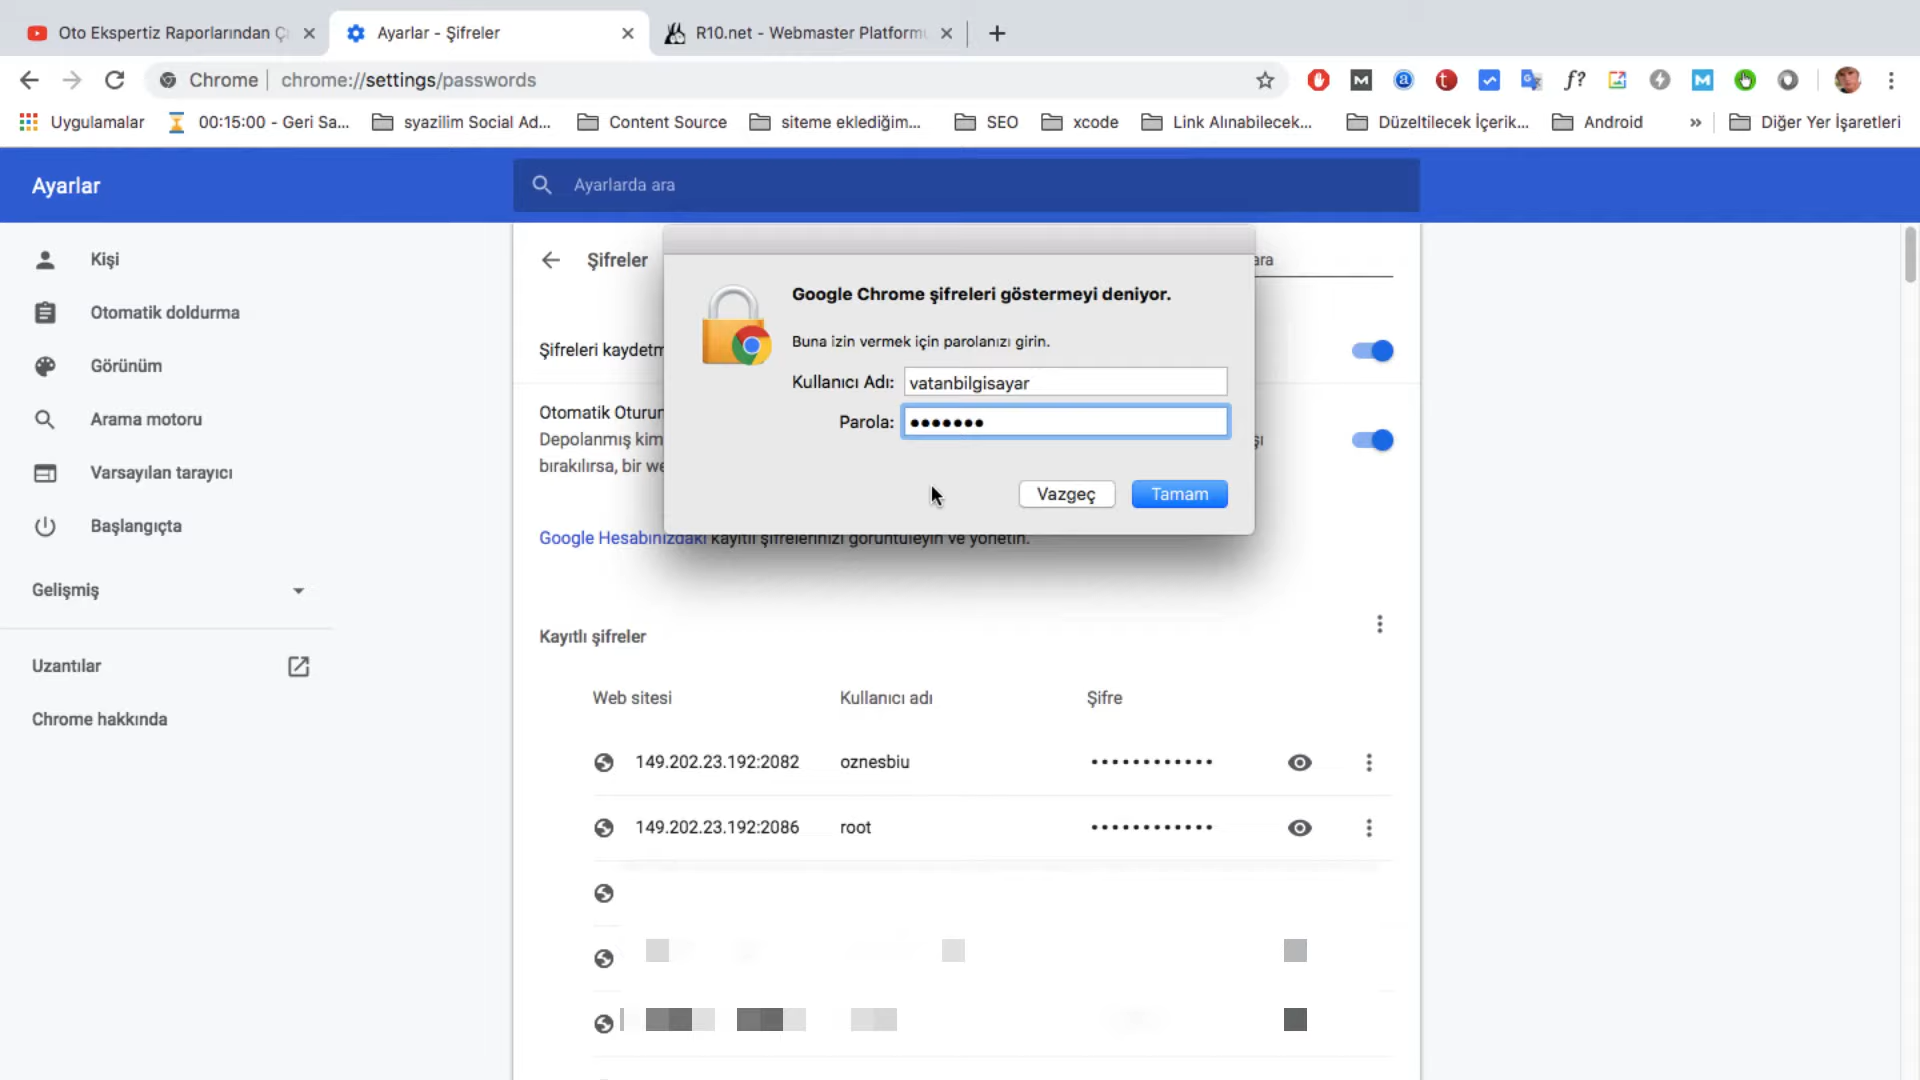 Oto Ekspertiz Raporlarından Ç
Ayarlar - Şifreler
R10.net - Webmaster Platformu
Chrome
chrome://settings/passwords
Uygulamalar
00:15:00 - Geri Sa...
syazilim Social Ad...
Content Source
siteme eklediğim...
SEO
xcode
Link Alınabilecek...
Düzeltilecek İçerik...
Android
Diğer Yer İşaretleri
Ayarlar
Ayarlarda ara
Kişi
Otomatik doldurma
Görünüm
Arama motoru
Varsayılan tarayıcı
Başlangıçta
Gelişmiş
Uzantılar
Chrome hakkında
Şifreler
ara
Şifreleri kaydetm
Otomatik Oturum
Depolanmış kim
şı
bırakılırsa, bir we
Google Chrome şifreleri göstermeyi deniyor.
Buna izin vermek için parolanızı girin.
Kullanıcı Adı: vatanbilgisayar
Parola: •••••••
Vazgeç
Tamam
Google Hesabınızdaki kayıtlı şifrelerinizi görüntüleyin ve yönetin.
Kayıtlı şifreler
Web sitesi
Kullanıcı adı
Şifre
149.202.23.192:2082 oznesbiu ••••••••••••
149.202.23.192:2086 root ••••••••••••